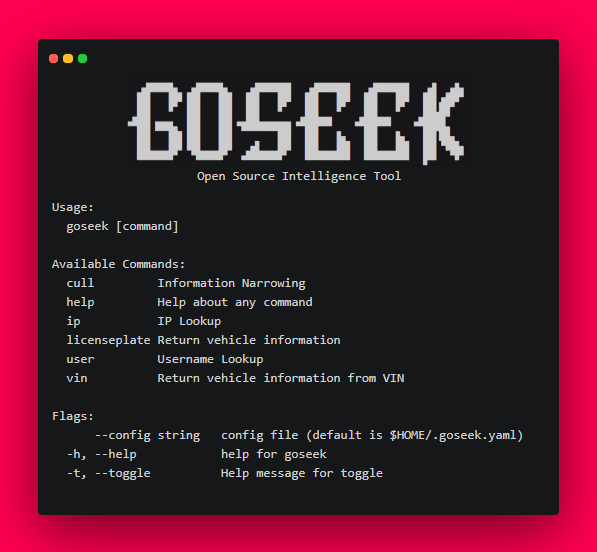 GOSEEK
Open Source Intelligence Tool
Usage:
  goseek [command]
Available Commands:
  cull         Information Narrowing
  help         Help about any command
  ip           IP Lookup
  licenseplate Return vehicle information
  user         Username Lookup
  vin          Return vehicle information from VIN
Flags:
      --config string   config file (default is $HOME/.goseek.yaml)
  -h, --help            help for goseek
  -t, --toggle          Help message for toggle